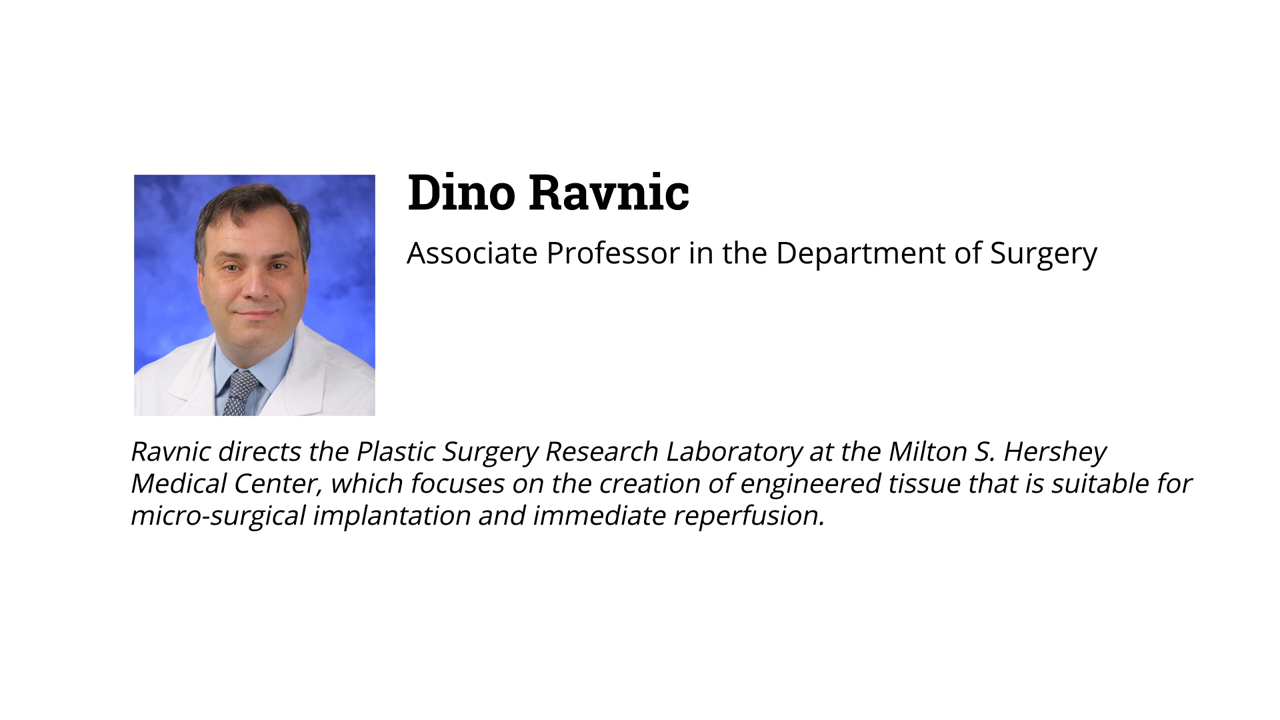 Dino Ravnic
Associate Professor in the Department of Surgery
Ravnic directs the Plastic Surgery Research Laboratory at the Milton S. Hershey
Medical Center, which focuses on the creation of engineered tissue that is suitable for
micro-surgical implantation and immediate reperfusion.